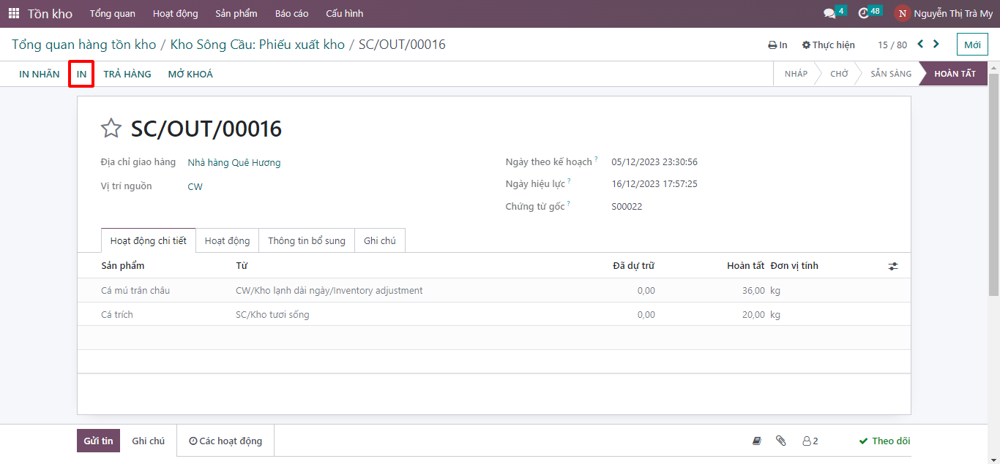 Tồn kho Tổng quan Hoạt động Sản phẩm Báo cáo Cấu hình 4 48 N Nguyễn Thị Trà My
Tổng quan hàng tồn kho / Kho Sông Cầu: Phiếu xuất kho / SC/OUT/00016 In Thực hiện 15 / 80 Mới
IN NHÃN IN TRẢ HÀNG MỞ KHOÁ NHÁP CHỜ SẴN SÀNG HOÀN TẤT
SC/OUT/00016
Địa chỉ giao hàng Nhà hàng Quê Hương Ngày theo kế hoạch ? 05/12/2023 23:30:56
Vị trí nguồn CW Ngày hiệu lực ? 16/12/2023 17:57:25
Chứng từ gốc ? S00022
Hoạt động chi tiết Hoạt động Thông tin bổ sung Ghi chú
Sản phẩm Từ Đã dự trữ Hoàn tất Đơn vị tính
Cá mú trân châu CW/Kho lạnh dài ngày/Inventory adjustment 0,00 36,00 kg
Cá trích SC/Kho tươi sống 0,00 20,00 kg
Gửi tin Ghi chú Các hoạt động 2 Theo dõi